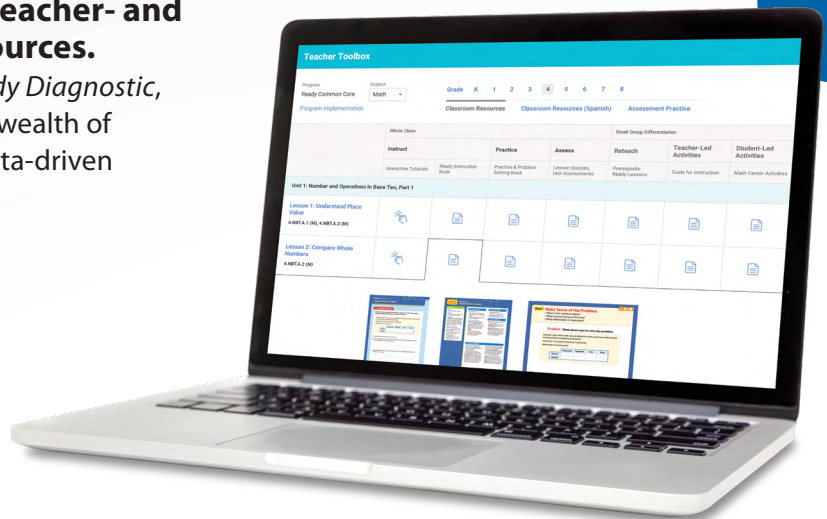 eacher- and
ources.
dy Diagnostic,
wealth of
ta-driven
Teacher Toolbox
Program
Subject
Ready Common Core
Math
Grade K 1 2 3 4 5 6 7 8
Program Implementation
Classroom Resources
Classroom Resources (Spanish)
Assessment Practice
Whole Class
Small Group Differentiation
Instruct
Practice
Assess
Reteach
Teacher-Led Activities
Student-Led Activities
Interactive Tutorials
Ready Instruction Book
Practice & Problem Solving Book
Lesson Quizzes, Unit Assessments
Prerequisite Ready Lessons
Tools for Instruction
Math Center Activities
Unit 1: Number and Operations in Base Ten, Part 1
Lesson 1: Understand Place
Value
4.NBT.A.1 (M), 4.NBT.A.2 (M)
Lesson 2: Compare Whole
Numbers
4.NBT.A.2 (M)
Make Sense of the Problem